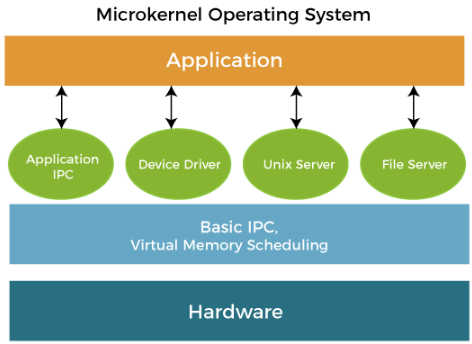 Microkernel Operating System
Application
Application
IPC
Device Driver
Unix Server
File Server
Basic IPC,
Virtual Memory Scheduling
Hardware